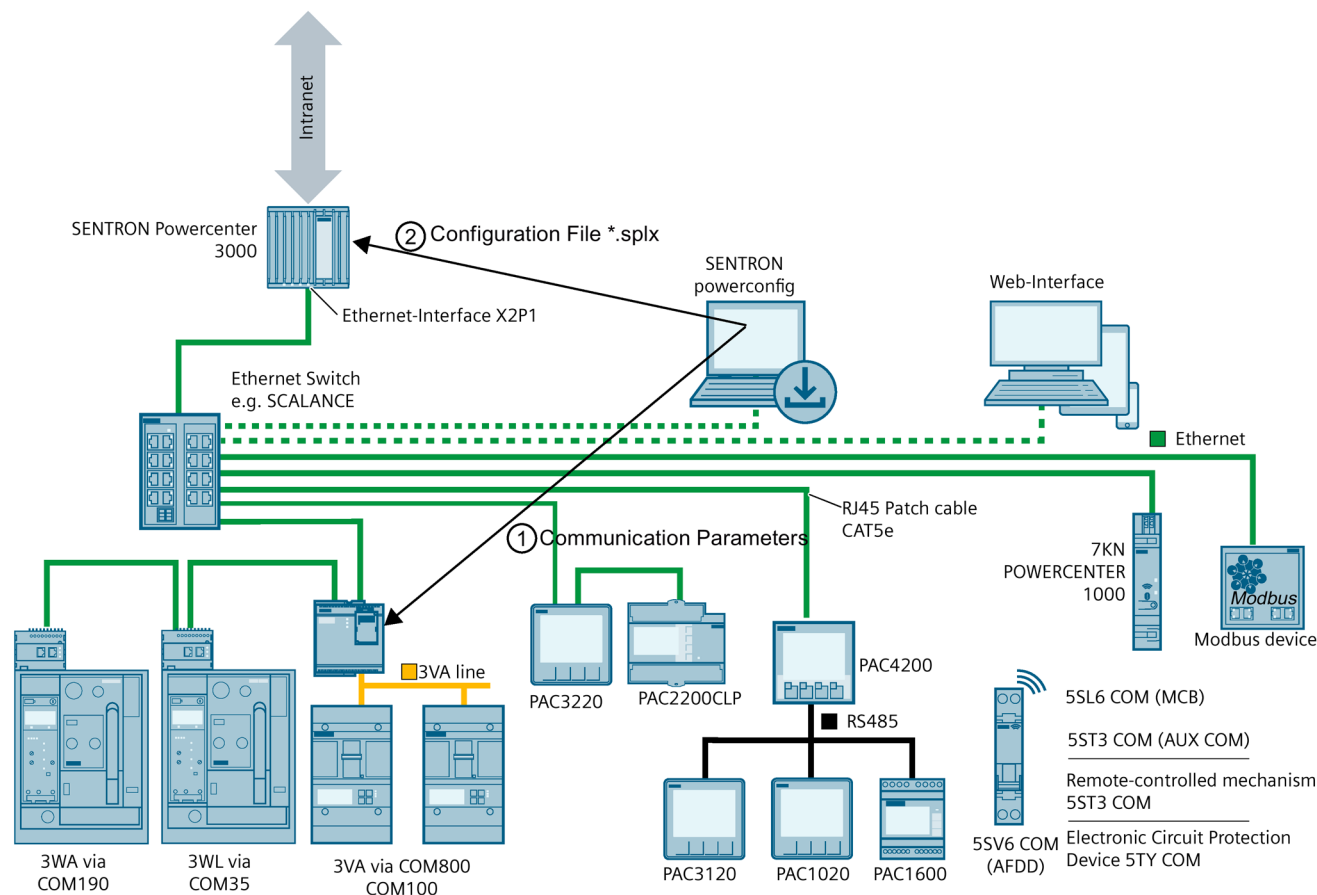 Intranet
SENTRON Powercenter
3000
② Configuration File *.splx
SENTRON
powerconfig
Web-Interface
Ethernet-Interface X2P1
Ethernet Switch
e.g. SCALANCE
Ethernet
RJ45 Patch cable
CAT5e
① Communication Parameters
7KN
POWERCENTER
1000
Modbus
Modbus device
3VA line
PAC3220
PAC2200CLP
PAC4200
RS485
5SL6 COM (MCB)
5ST3 COM (AUX COM)
Remote-controlled mechanism
5ST3 COM
Electronic Circuit Protection
Device 5TY COM
5SV6 COM
(AFDD)
3WA via
COM190
3WL via
COM35
3VA via COM800
COM100
PAC3120
PAC1020
PAC1600